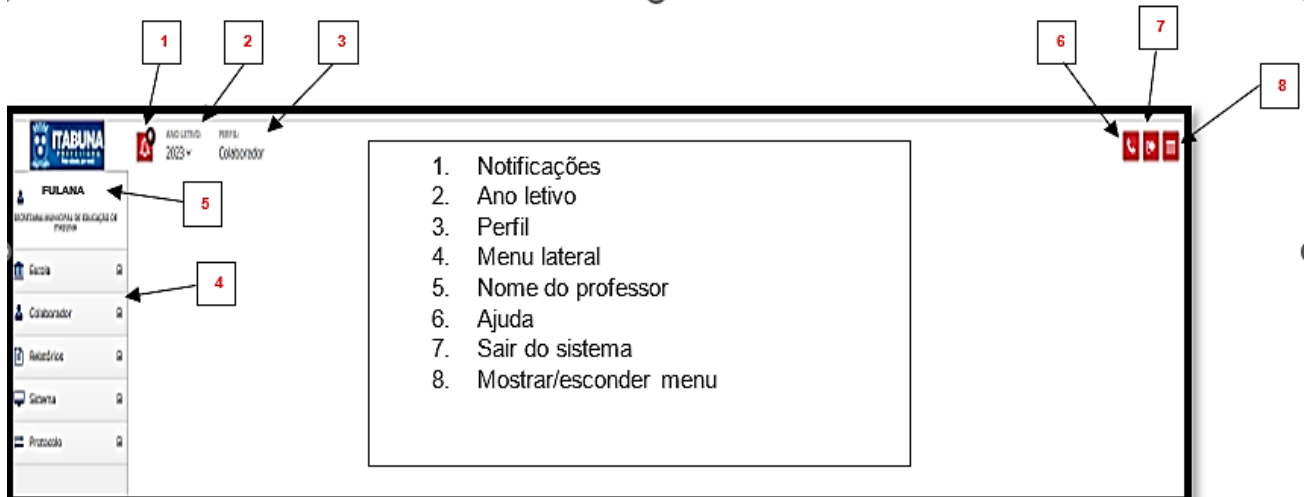 1
2
3
6
7
8
ITABUNA
ANO LETIVO:
2023
PERFIL:
Colaborador
FULANA
5
SECRETARIA MUNICIPAL DE EDUCAÇÃO DE
ITABUNA
Escola
4
Colaborador
Relatórios
Sistema
Protocolo
1. Notificações
2. Ano letivo
3. Perfil
4. Menu lateral
5. Nome do professor
6. Ajuda
7. Sair do sistema
8. Mostrar/esconder menu